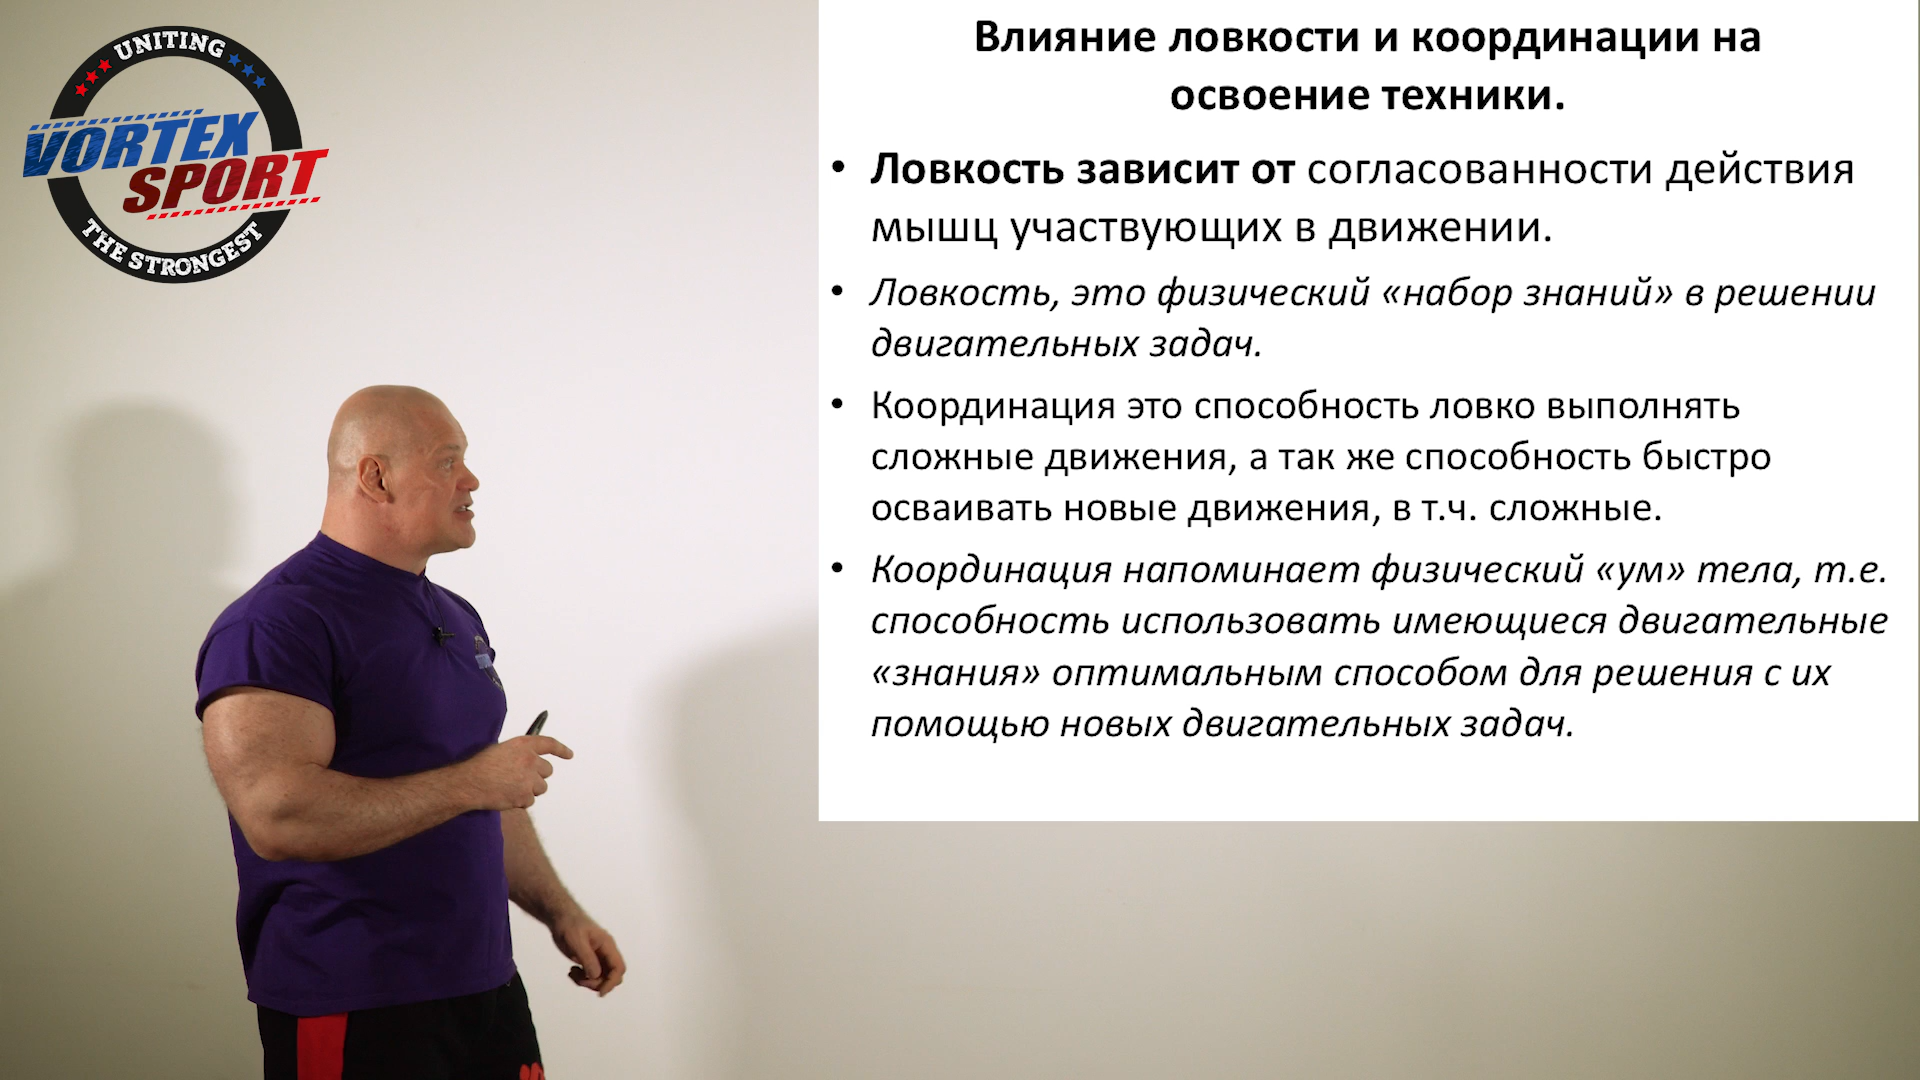 UNITING
VORTEX
SPORT
THE STRONGEST
Влияние ловкости и координации на
освоение техники.
• Ловкость зависит от согласованности действия
мышц участвующих в движении.
• Ловкость, это физический «набор знаний» в решении
двигательных задач.
• Координация это способность ловко выполнять
сложные движения, а так же способность быстро
осваивать новые движения, в т.ч. сложные.
• Координация напоминает физический «ум» тела, т.е.
способность использовать имеющиеся двигательные
«знания» оптимальным способом для решения с их
помощью новых двигательных задач.